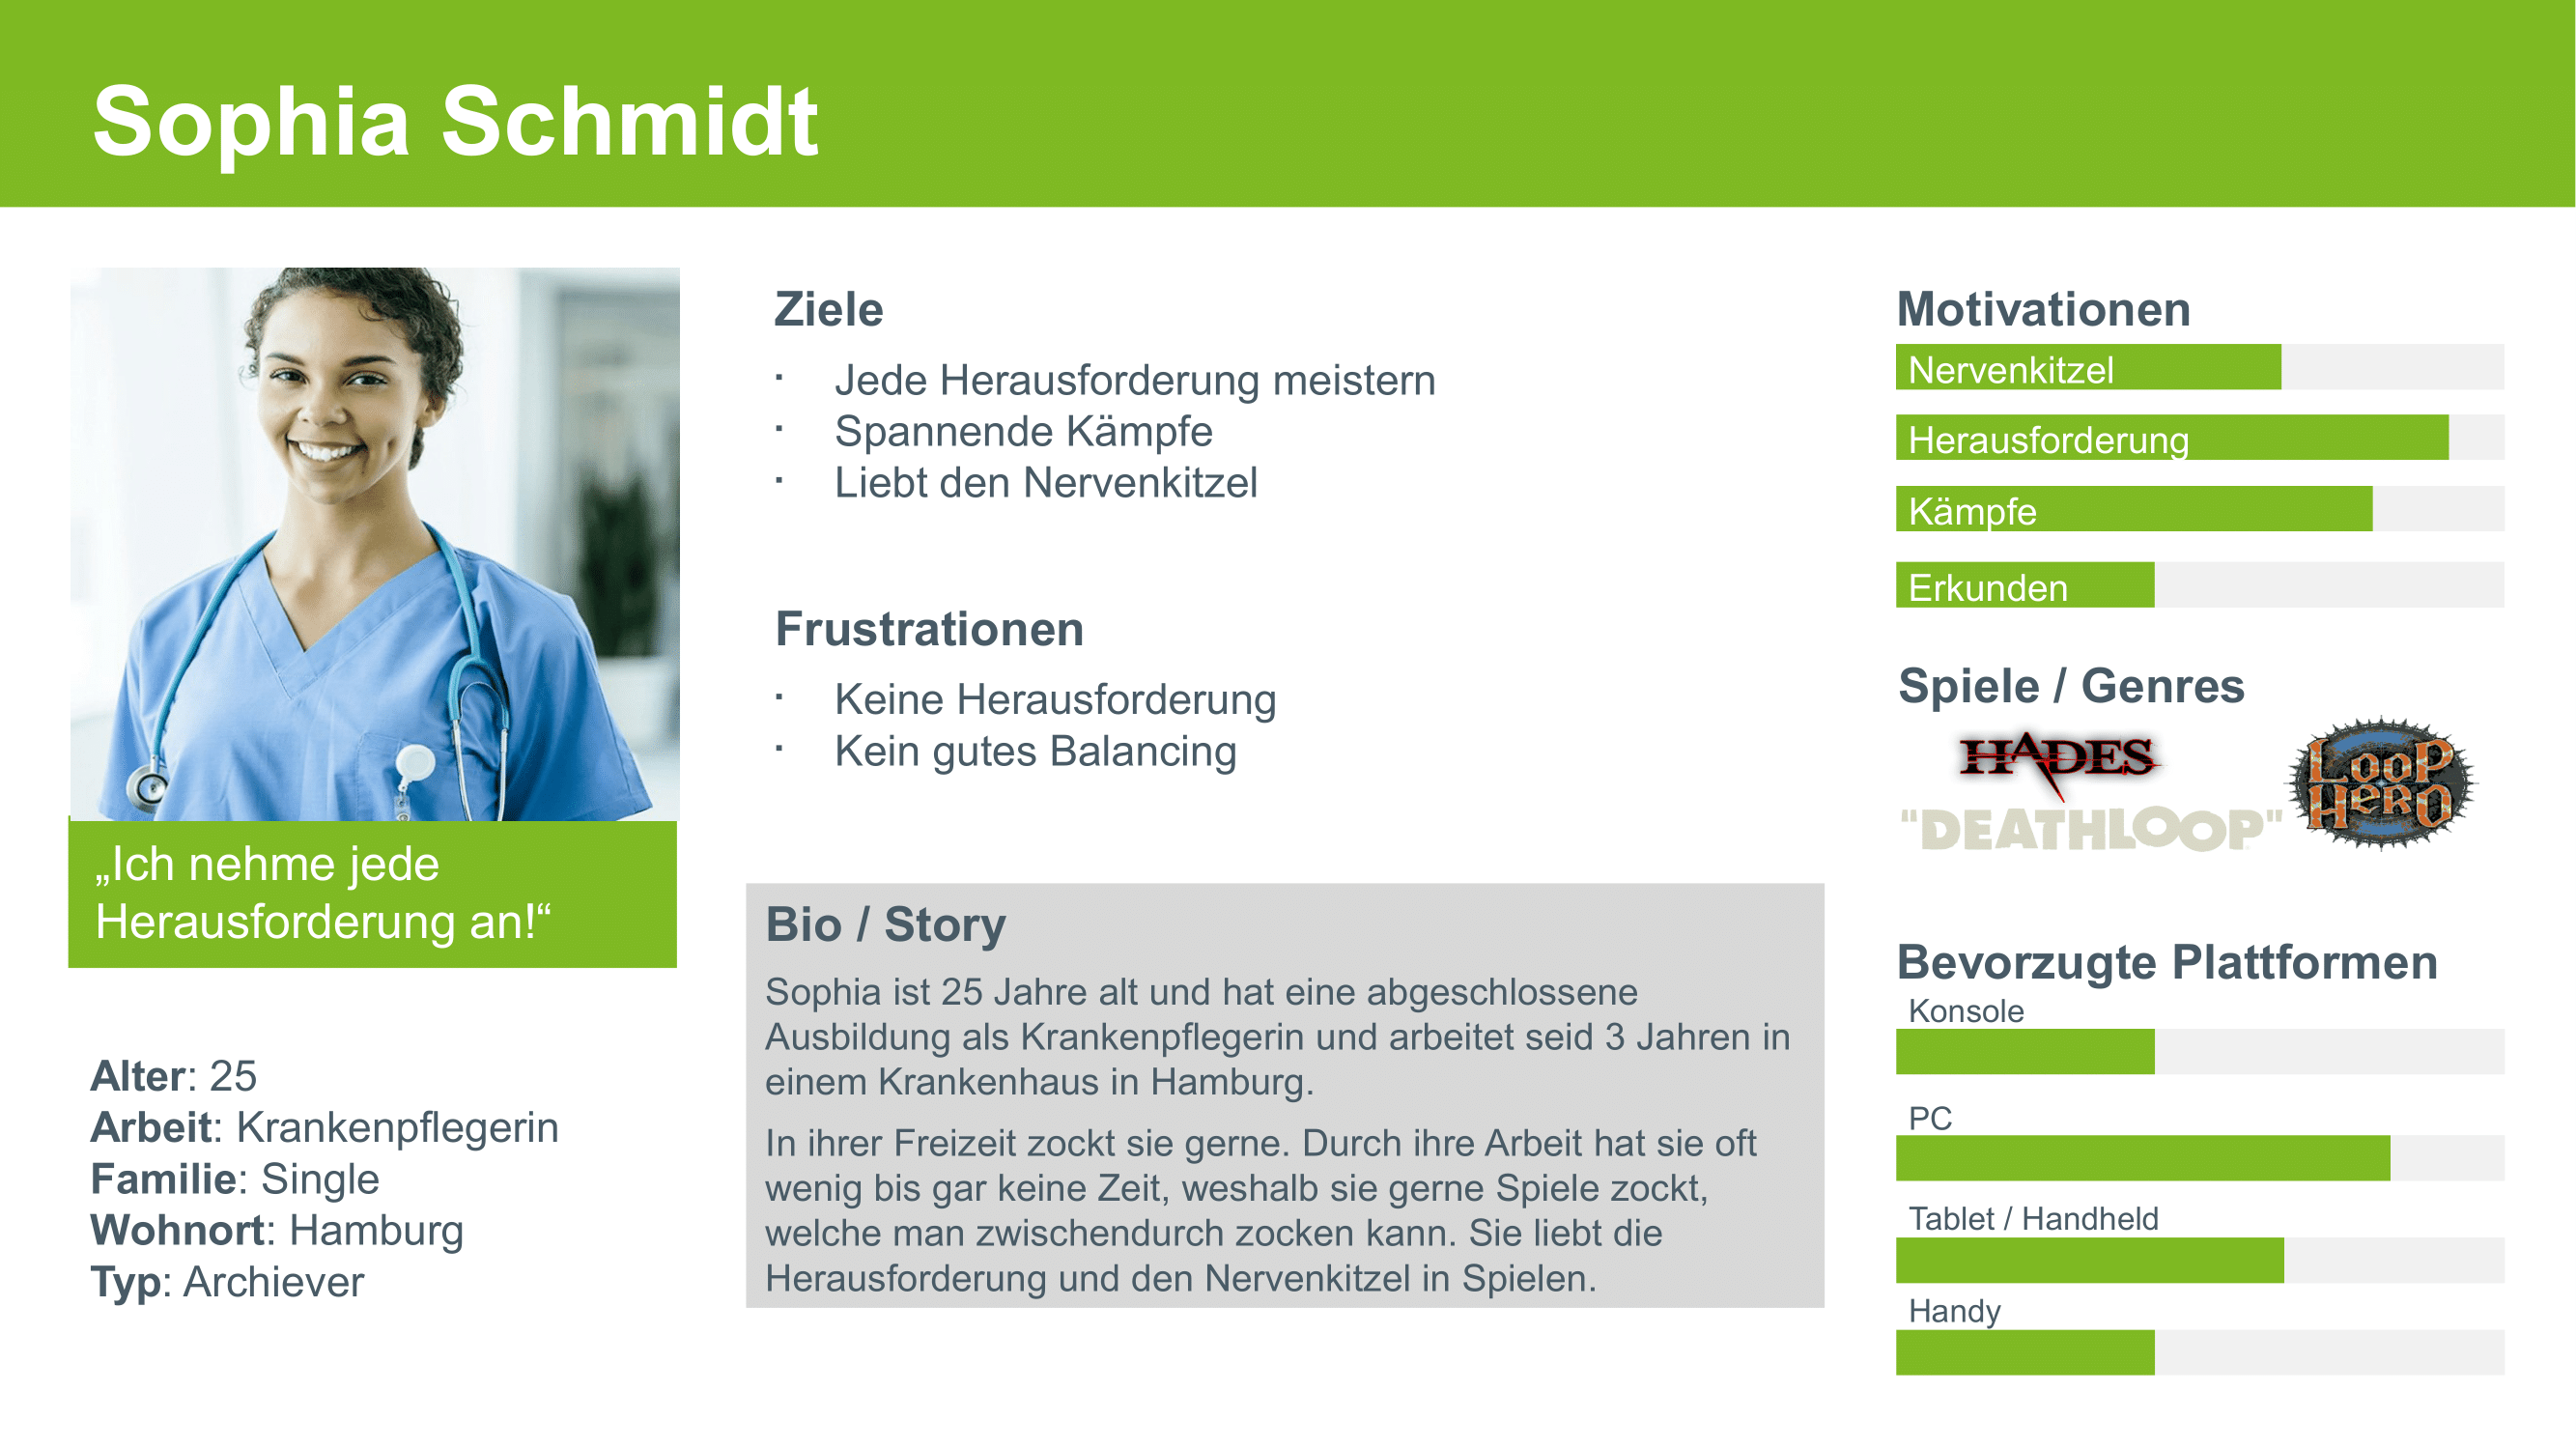 Sophia Schmidt
„Ich nehme jede
Herausforderung an!“
Alter: 25
Arbeit: Krankenpflegerin
Familie: Single
Wohnort: Hamburg
Typ: Archiever
Ziele
· Jede Herausforderung meistern
· Spannende Kämpfe
· Liebt den Nervenkitzel
Frustrationen
· Keine Herausforderung
· Kein gutes Balancing
Bio / Story
Sophia ist 25 Jahre alt und hat eine abgeschlossene
Ausbildung als Krankenpflegerin und arbeitet seid 3 Jahren in
einem Krankenhaus in Hamburg.
In ihrer Freizeit zockt sie gerne. Durch ihre Arbeit hat sie oft
wenig bis gar keine Zeit, weshalb sie gerne Spiele zockt,
welche man zwischendurch zocken kann. Sie liebt die
Herausforderung und den Nervenkitzel in Spielen.
Motivationen
Nervenkitzel
Herausforderung
Kämpfe
Erkunden
Spiele / Genres
HADES
"DEATHLOOP"
LOOP
HERO
Bevorzugte Plattformen
Konsole
PC
Tablet / Handheld
Handy